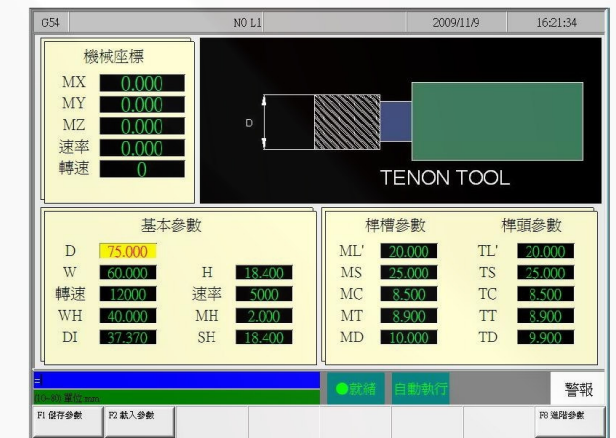 G54 N0 L1 2009/11/9 16:21:34
機械座標
MX 0.000
MY 0.000
MZ 0.000
速率 0.000
轉速 0
D
TENON TOOL
基本參數
D 75.000
W 60.000 H 18.400
轉速 12000 速率 5000
WH 40.000 MH 2.000
DI 37.370 SH 18.400
榫槽參數 榫頭參數
ML' 20.000 TL' 20.000
MS 25.000 TS 25.000
MC 8.500 TC 8.500
MT 8.900 TT 8.900
MD 10.000 TD 9.900
=
(10~80) 單位:mm
●就緒 自動執行 警報
F1 儲存參數 F2 載入參數 F8 進階參數